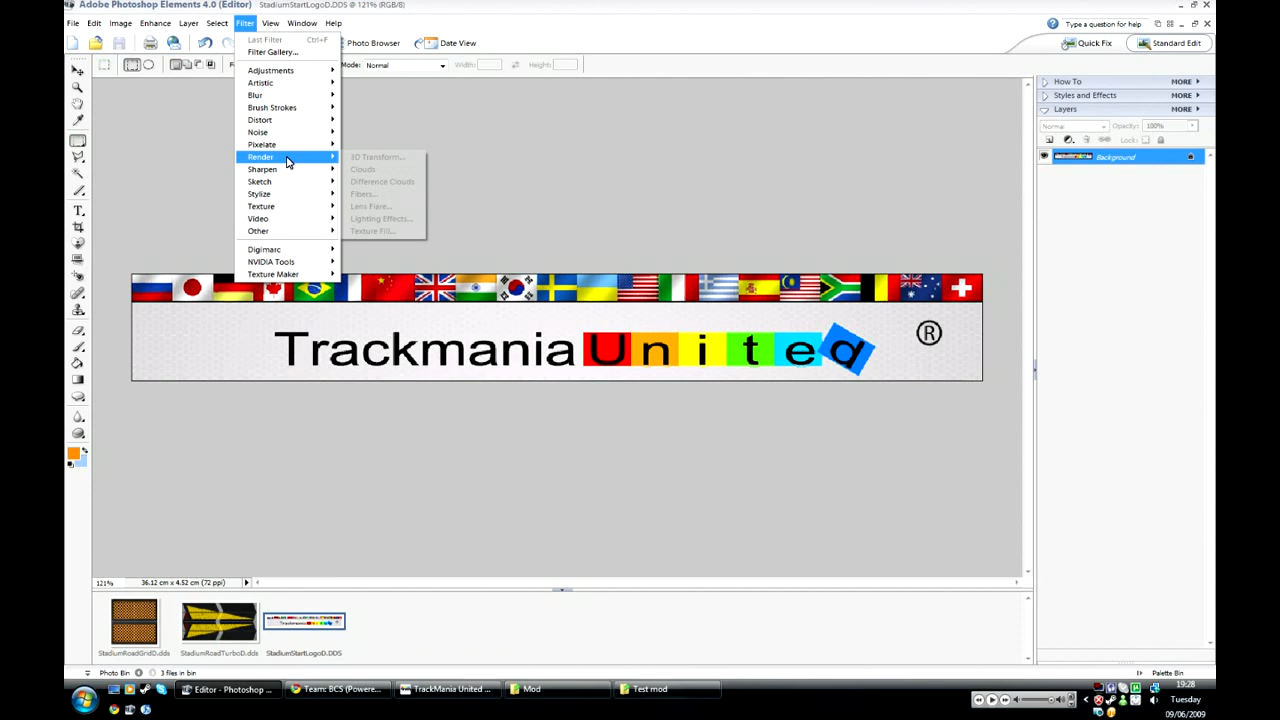 Adobe Photoshop Elements 4.0 (Editor) StadiumStartLogoD.DDS @ 121% (RGB/8)
File Edit Image Enhance Layer Select Filter View Window Help Type a question for help
Photo Browser Date View Quick Fix Standard Edit
Last Filter Ctrl+F
Filter Gallery...
Mode: Normal Width: Height:
Adjustments
Artistic
Blur
Brush Strokes
Distort
Noise
Pixelate
Render
Sharpen
Sketch
Stylize
Texture
Video
Other
Digimarc
NVIDIA Tools
Texture Maker
3D Transform...
Clouds
Difference Clouds
Fibers...
Lens Flare...
Lighting Effects...
Texture Fill...
How To MORE
Styles and Effects MORE
Layers MORE
Normal Opacity: 100%
Lock:
Background
Trackmania United ®
121% 36.12 cm x 4.52 cm (72 ppi)
StadiumRoadGridD.dds StadiumRoadTurboD.dds StadiumStartLogoD.DDS
Photo Bin 3 files in bin Palette Bin
Editor - Photoshop ... Team: BCS (Powere... TrackMania United ... Mod Test mod
19:28
Tuesday
09/06/2009